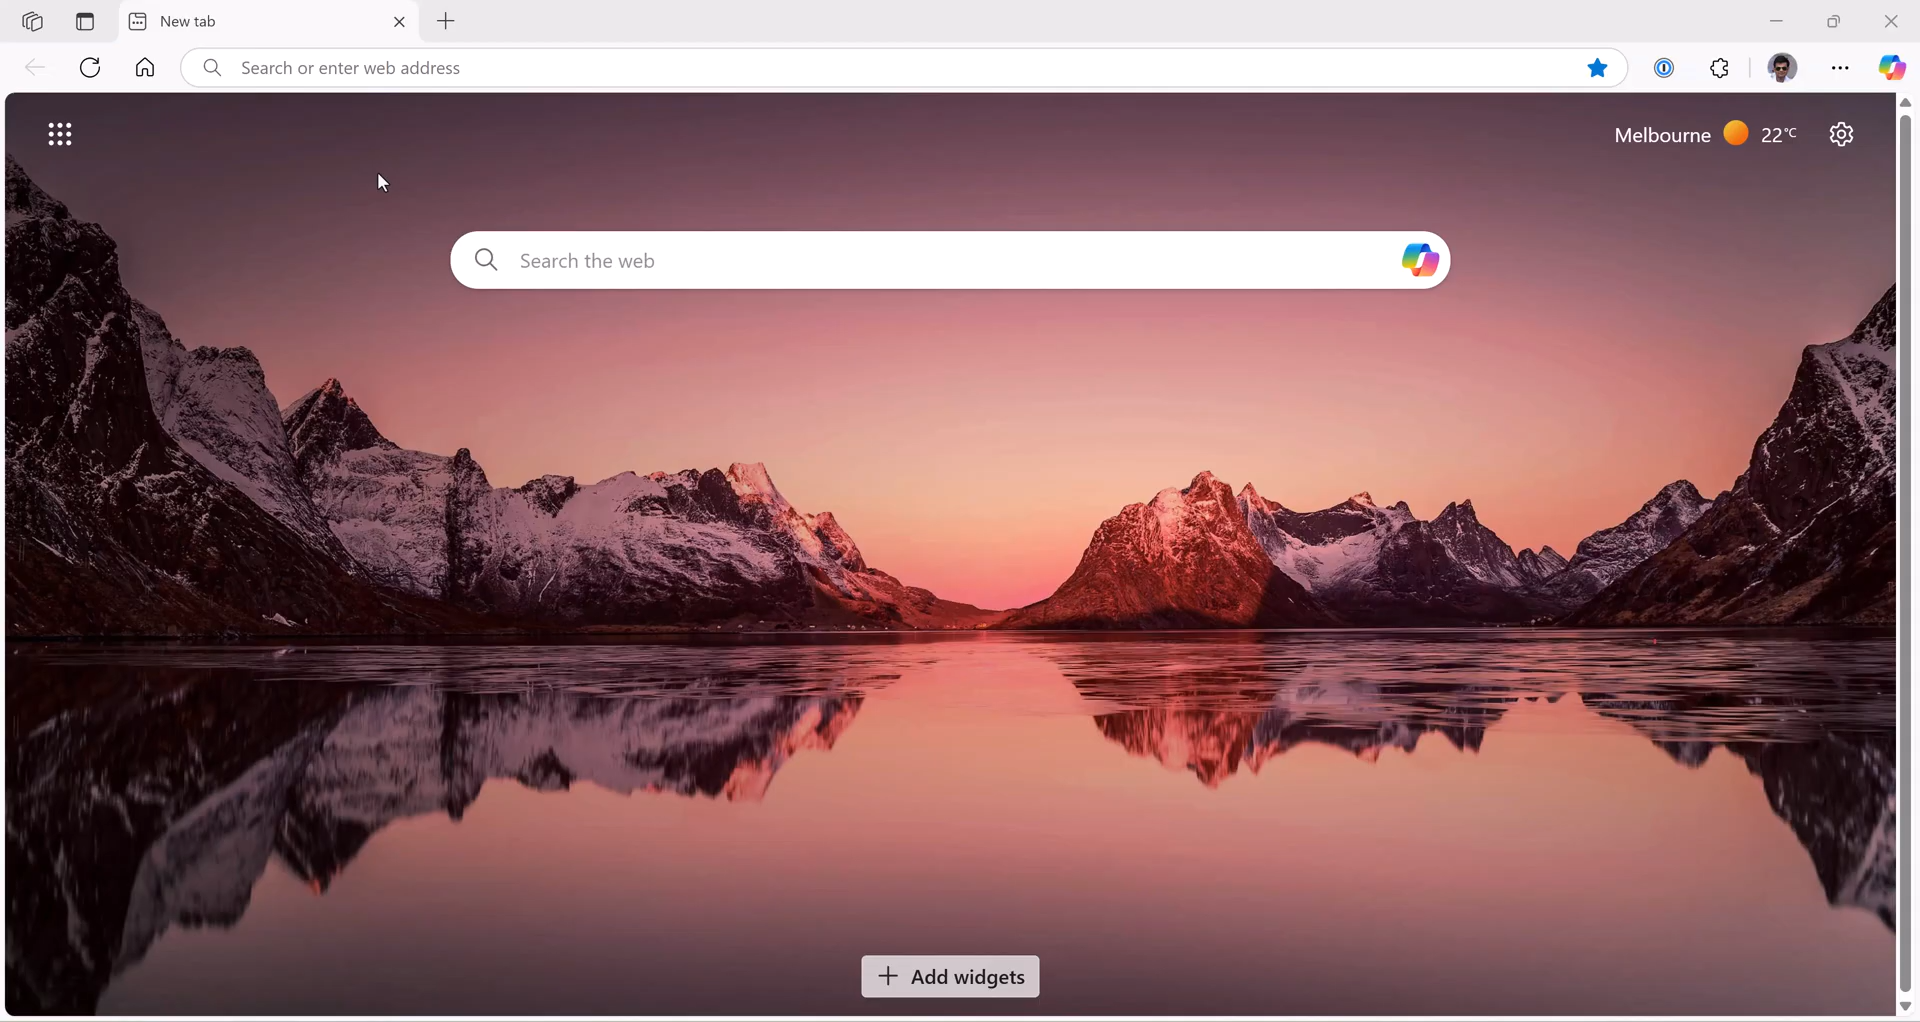 New tab
Search or enter web address
Melbourne 22°C
Search the web
Add widgets